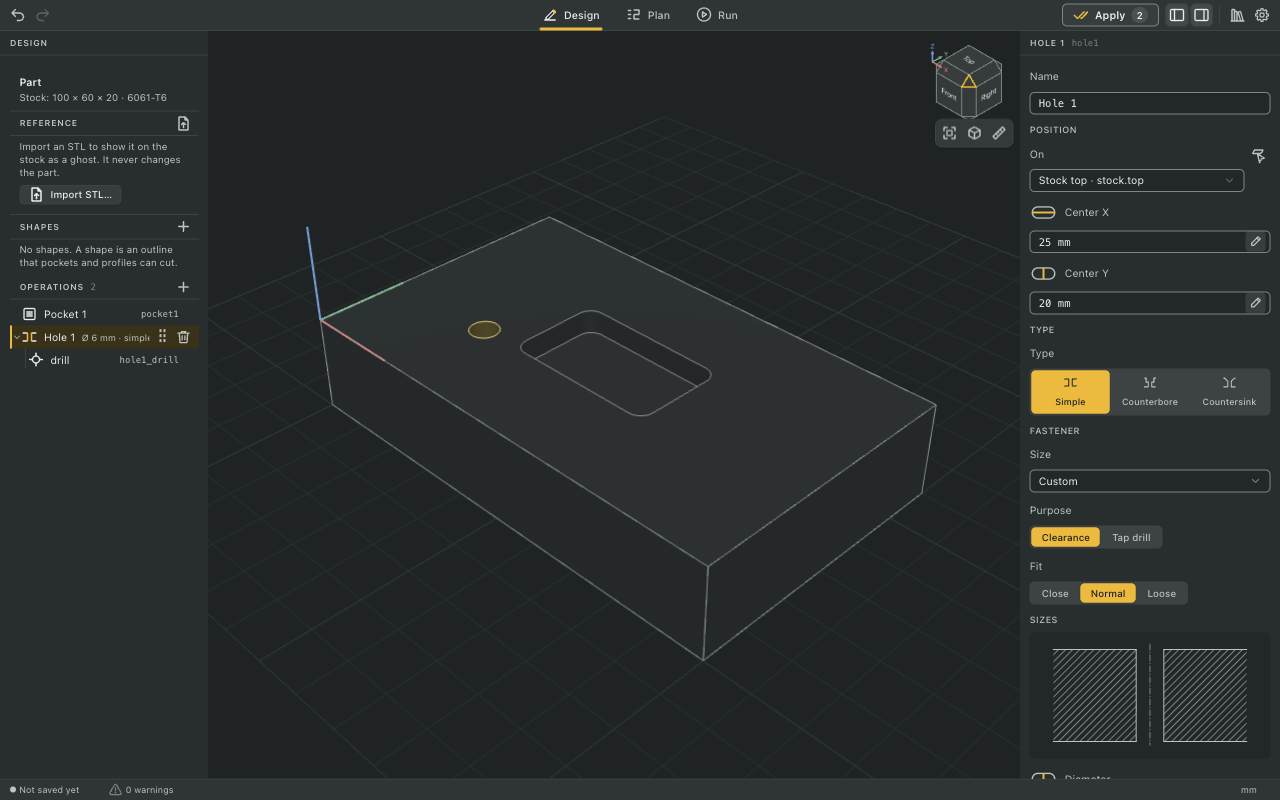 Design
Plan
Run
Apply 2
DESIGN
Part
Stock: 100 × 60 × 20 · 6061-T6
REFERENCE
Import an STL to show it on the
stock as a ghost. It never changes
the part.
Import STL...
SHAPES
No shapes. A shape is an outline
that pockets and profiles can cut.
OPERATIONS 2
Pocket 1 pocket1
Hole 1 Ø 6 mm · simple
drill hole1_drill
Z
Y
X
Top
Front
Right
HOLE 1 hole1
Name
Hole 1
POSITION
On
Stock top · stock.top
Center X
25 mm
Center Y
20 mm
TYPE
Type
Simple
Counterbore
Countersink
FASTENER
Size
Custom
Purpose
Clearance
Tap drill
Fit
Close
Normal
Loose
SIZES
Diameter
Not saved yet
0 warnings
mm